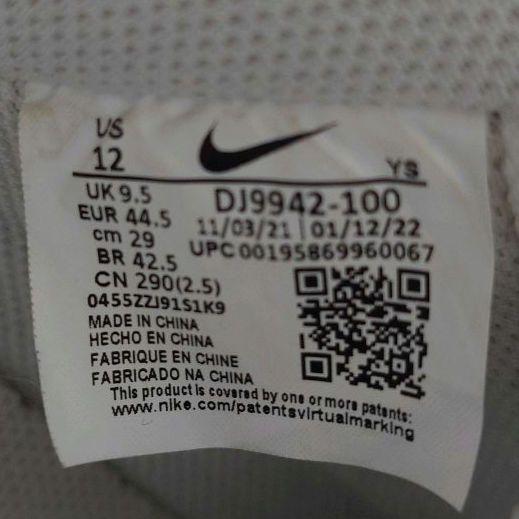 US
12
YS
UK 9.5
EUR 44.5
cm 29
BR 42.5
CN 290(2.5)
DJ9942-100
11/03/21 01/12/22
UPC 00195869960067
0455ZZJ91S1K9
MADE IN CHINA
HECHO EN CHINA
FABRIQUE EN CHINE
FABRICADO NA CHINA
This product is covered by one or more patents:
www.nike.com/patentsvirtualmarking